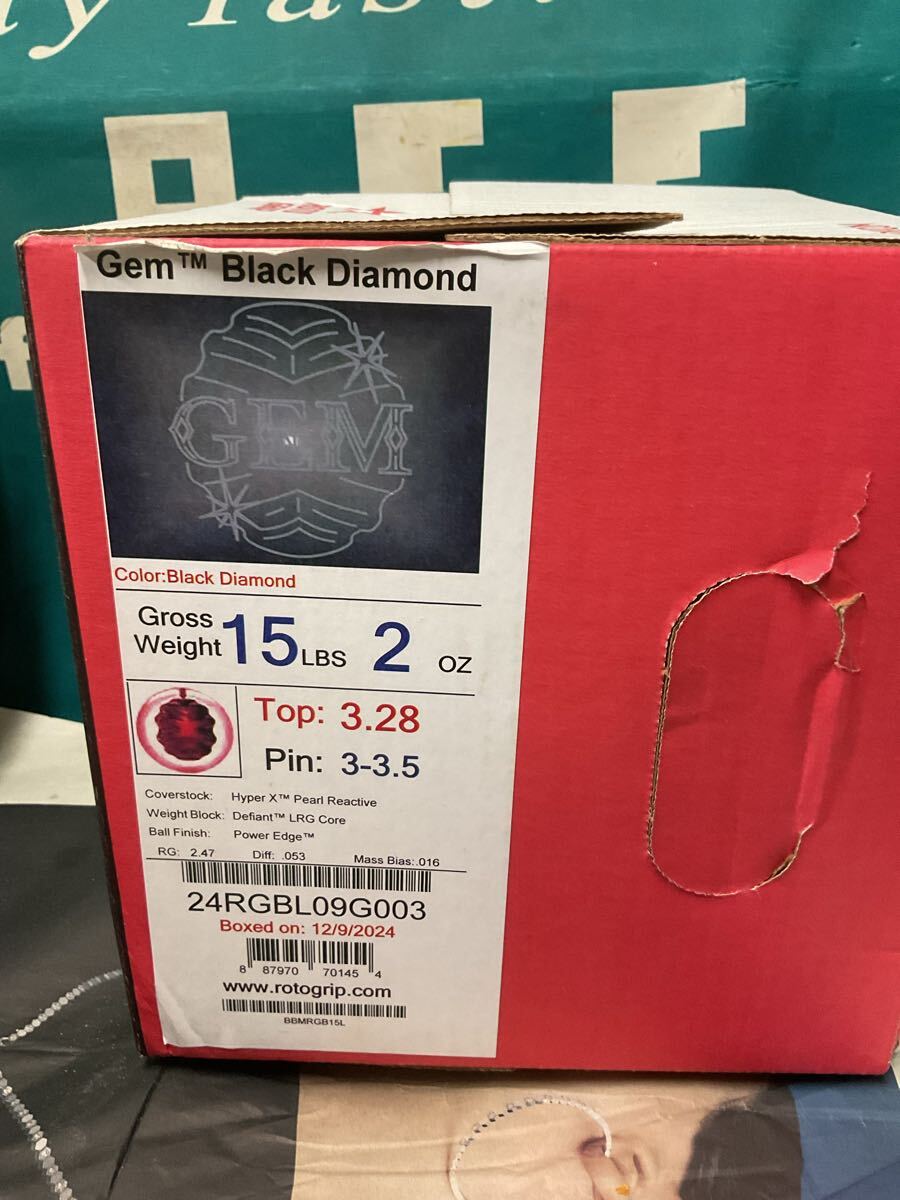 Gem™ Black Diamond
GEM
Color:Black Diamond
Gross Weight 15 LBS 2 OZ
Top: 3.28
Pin: 3-3.5
Coverstock: Hyper X™ Pearl Reactive
Weight Block: Defiant™ LRG Core
Ball Finish: Power Edge™
RG: 2.47 Diff: .053 Mass Bias:.016
24RGBL09G003
Boxed on: 12/9/2024
8 87970 70145 4
www.rotogrip.com
BBMRGB15L